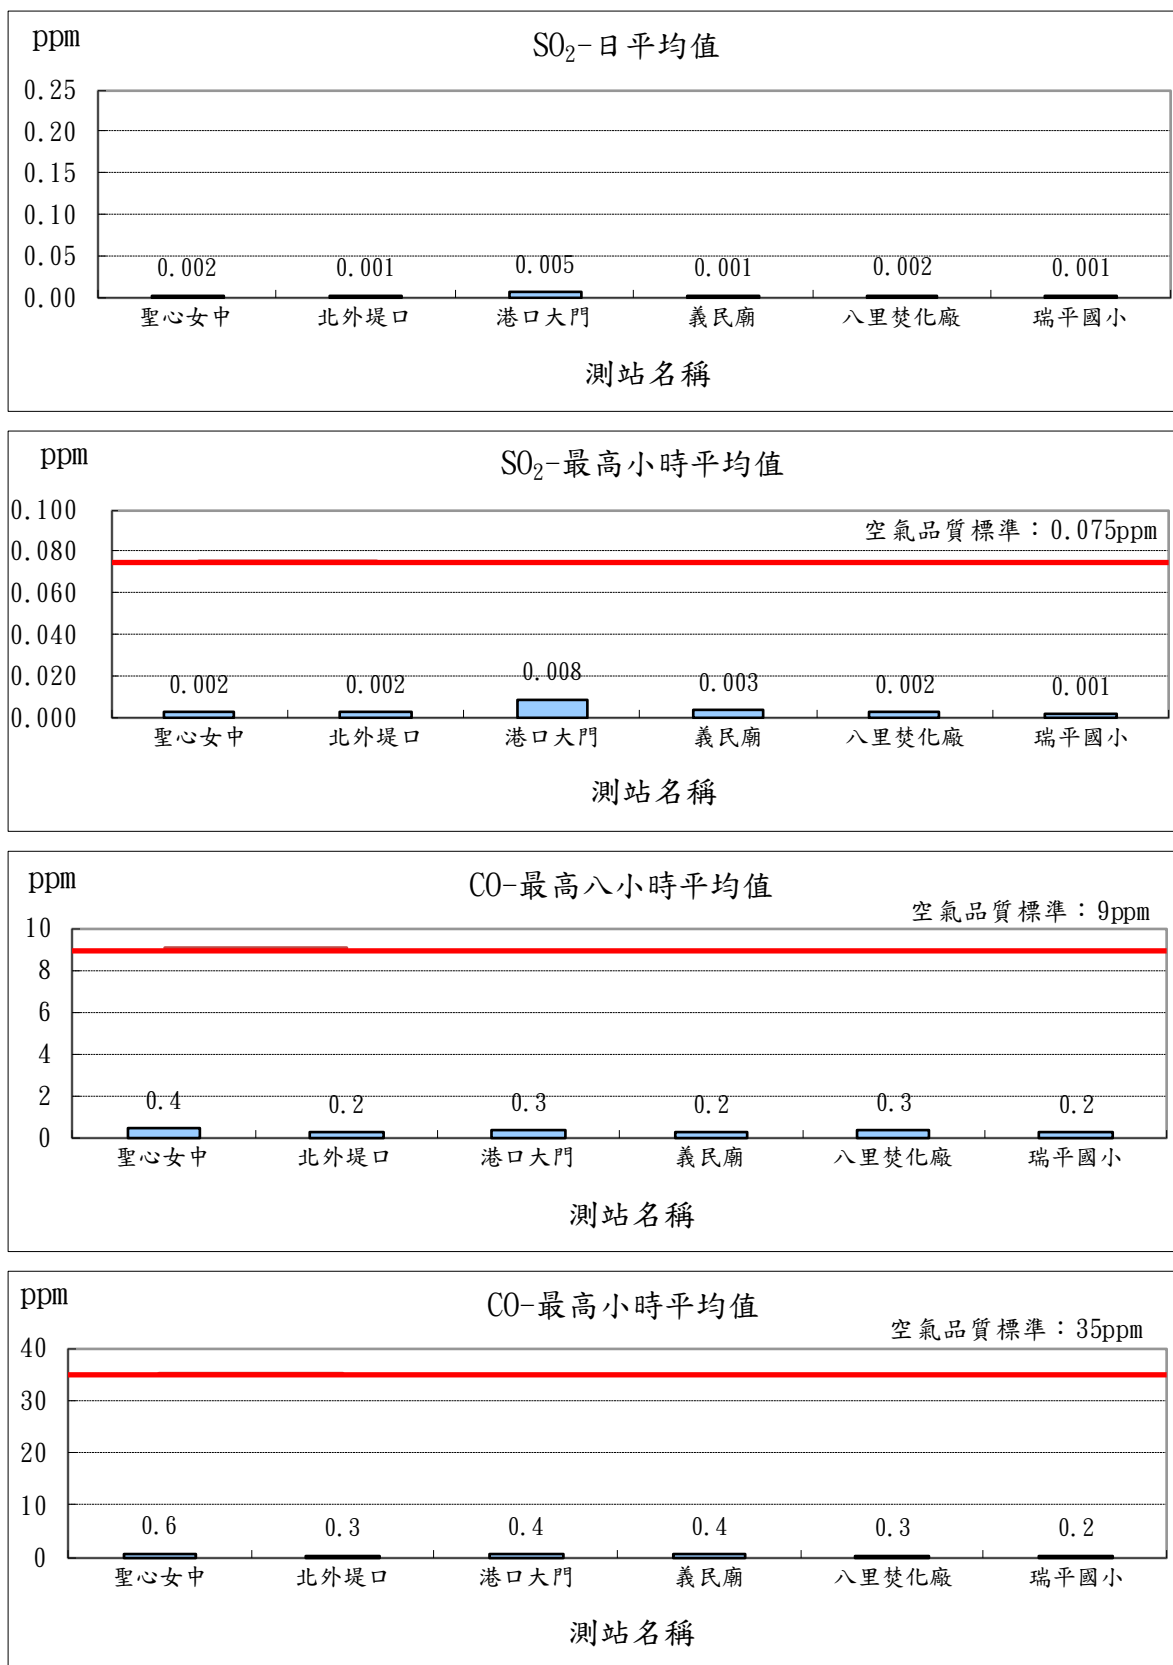 ppm
SO₂-日平均值
0.25
0.20
0.15
0.10
0.05
0.00
0.002 0.001 0.005 0.001 0.002 0.001
聖心女中 北外堤口 港口大門 義民廟 八里焚化廠 瑞平國小
測站名稱
ppm
SO₂-最高小時平均值
空氣品質標準：0.075ppm
0.100
0.080
0.060
0.040
0.020
0.000
0.002 0.002 0.008 0.003 0.002 0.001
聖心女中 北外堤口 港口大門 義民廟 八里焚化廠 瑞平國小
測站名稱
ppm
CO-最高八小時平均值
空氣品質標準：9ppm
10
8
6
4
2
0
0.4 0.2 0.3 0.2 0.3 0.2
聖心女中 北外堤口 港口大門 義民廟 八里焚化廠 瑞平國小
測站名稱
ppm
CO-最高小時平均值
空氣品質標準：35ppm
40
30
20
10
0
0.6 0.3 0.4 0.4 0.3 0.2
聖心女中 北外堤口 港口大門 義民廟 八里焚化廠 瑞平國小
測站名稱